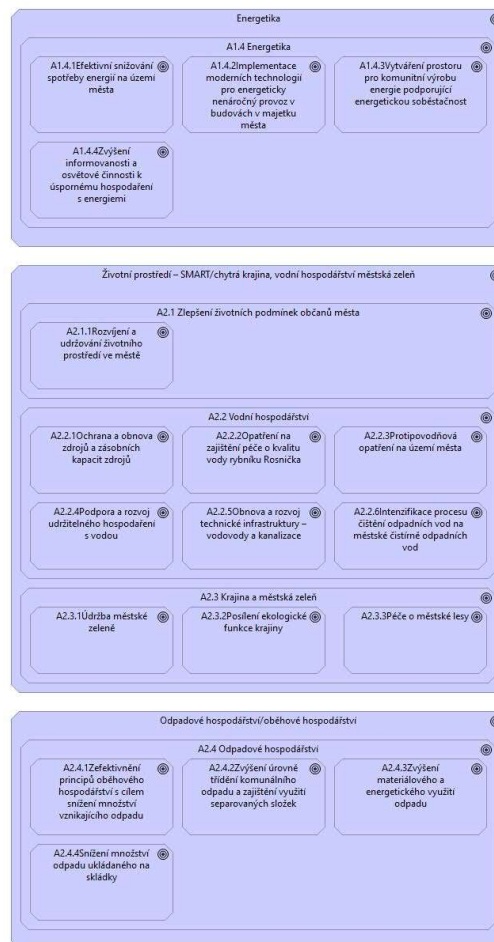 Energetika
A1.4 Energetika
A1.4.1Efektivní snižování
spotřeby energií na území
města
A1.4.2Implementace
moderních technologií
pro energeticky
nenáročný provoz v
budovách v majetku
města
A1.4.3Vytváření prostoru
pro komunitní výrobu
energie podporující
energetickou soběstačnost
A1.4.4Zvýšení
informovanosti a
osvětové činnosti k
úspornému hospodaření
s energiemi
Životní prostředí – SMART/chytrá krajina, vodní hospodářství městská zeleň
A2.1 Zlepšení životních podmínek občanů města
A2.1.1Rozvíjení a
udržování životního
prostředí ve městě
A2.2 Vodní hospodářství
A2.2.1Ochrana a obnova
zdrojů a zásobních
kapacit zdrojů
A2.2.2Opatření na
zajištění péče o kvalitu
vody rybníku Rosnička
A2.2.3Protipovodňová
opatření na území města
A2.2.4Podpora a rozvoj
udržitelného hospodaření
s vodou
A2.2.5Obnova a rozvoj
technické infrastruktury –
vodovody a kanalizace
A2.2.6Intenzifikace procesu
čištění odpadních vod na
městské čistírně odpadních
vod
A2.3 Krajina a městská zeleň
A2.3.1Údržba městské
zeleně
A2.3.2Posílení ekologické
funkce krajiny
A2.3.3Péče o městské lesy
Odpadové hospodářství/oběhové hospodářství
A2.4 Odpadové hospodářství
A2.4.1Zefektivnění
principů oběhového
hospodářství s cílem
snížení množství
vznikajícího odpadu
A2.4.2Zvýšení úrovně
třídění komunálního
odpadu a zajištění využití
separovaných složek
A2.4.3Zvýšení
materiálového a
energetického využití
odpadu
A2.4.4Snížení množství
odpadu ukládaného na
skládky